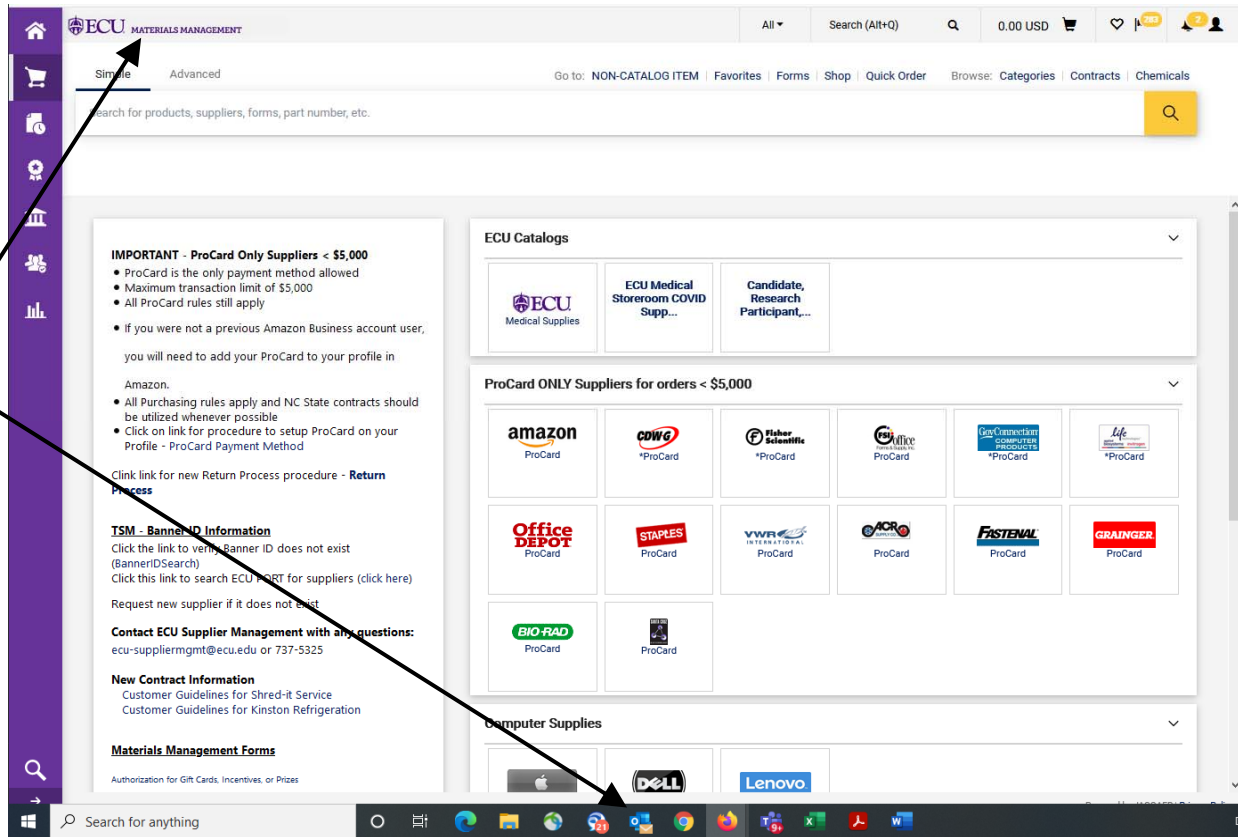 ECU MATERIALS MANAGEMENT
All
Search (Alt+Q)
0.00 USD
2
Simple Advanced
Go to: NON-CATALOG ITEM | Favorites | Forms | Shop | Quick Order Browse: Categories | Contracts | Chemicals
Search for products, suppliers, forms, part number, etc.
IMPORTANT - ProCard Only Suppliers < $5,000
• ProCard is the only payment method allowed
• Maximum transaction limit of $5,000
• All ProCard rules still apply
• If you were not a previous Amazon Business account user,
you will need to add your ProCard to your profile in
Amazon.
• All Purchasing rules apply and NC State contracts should
be utilized whenever possible
• Click on link for procedure to setup ProCard on your
Profile - ProCard Payment Method
Clink link for new Return Process procedure - Return
Process
TSM - Banner ID Information
Click the link to verify Banner ID does not exist
(BannerIDSearch)
Click this link to search ECU PORT for suppliers (click here)
Request new supplier if it does not exist
Contact ECU Supplier Management with any questions:
ecu-suppliermgmt@ecu.edu or 737-5325
New Contract Information
Customer Guidelines for Shred-it Service
Customer Guidelines for Kinston Refrigeration
Materials Management Forms
Authorization for Gift Cards, Incentives, or Prizes
ECU Catalogs
ECU
Medical Supplies
ECU Medical
Storeroom COVID
Supp...
Candidate,
Research
Participant,...
ProCard ONLY Suppliers for orders < $5,000
amazon
ProCard
CDWG
*ProCard
Fisher
Scientific
*ProCard
FSI office
ProCard
GovConnection
COMPUTER
PRODUCTS
*ProCard
life
*ProCard
Office
DEPOT
ProCard
STAPLES
ProCard
VWR
INTERNATIONAL
ProCard
ACR
SUPPLY CO.
ProCard
FASTENAL
ProCard
GRAINGER
ProCard
BIO-RAD
ProCard
ProCard
Computer Supplies
DELL
Lenovo
Search for anything
21
9+